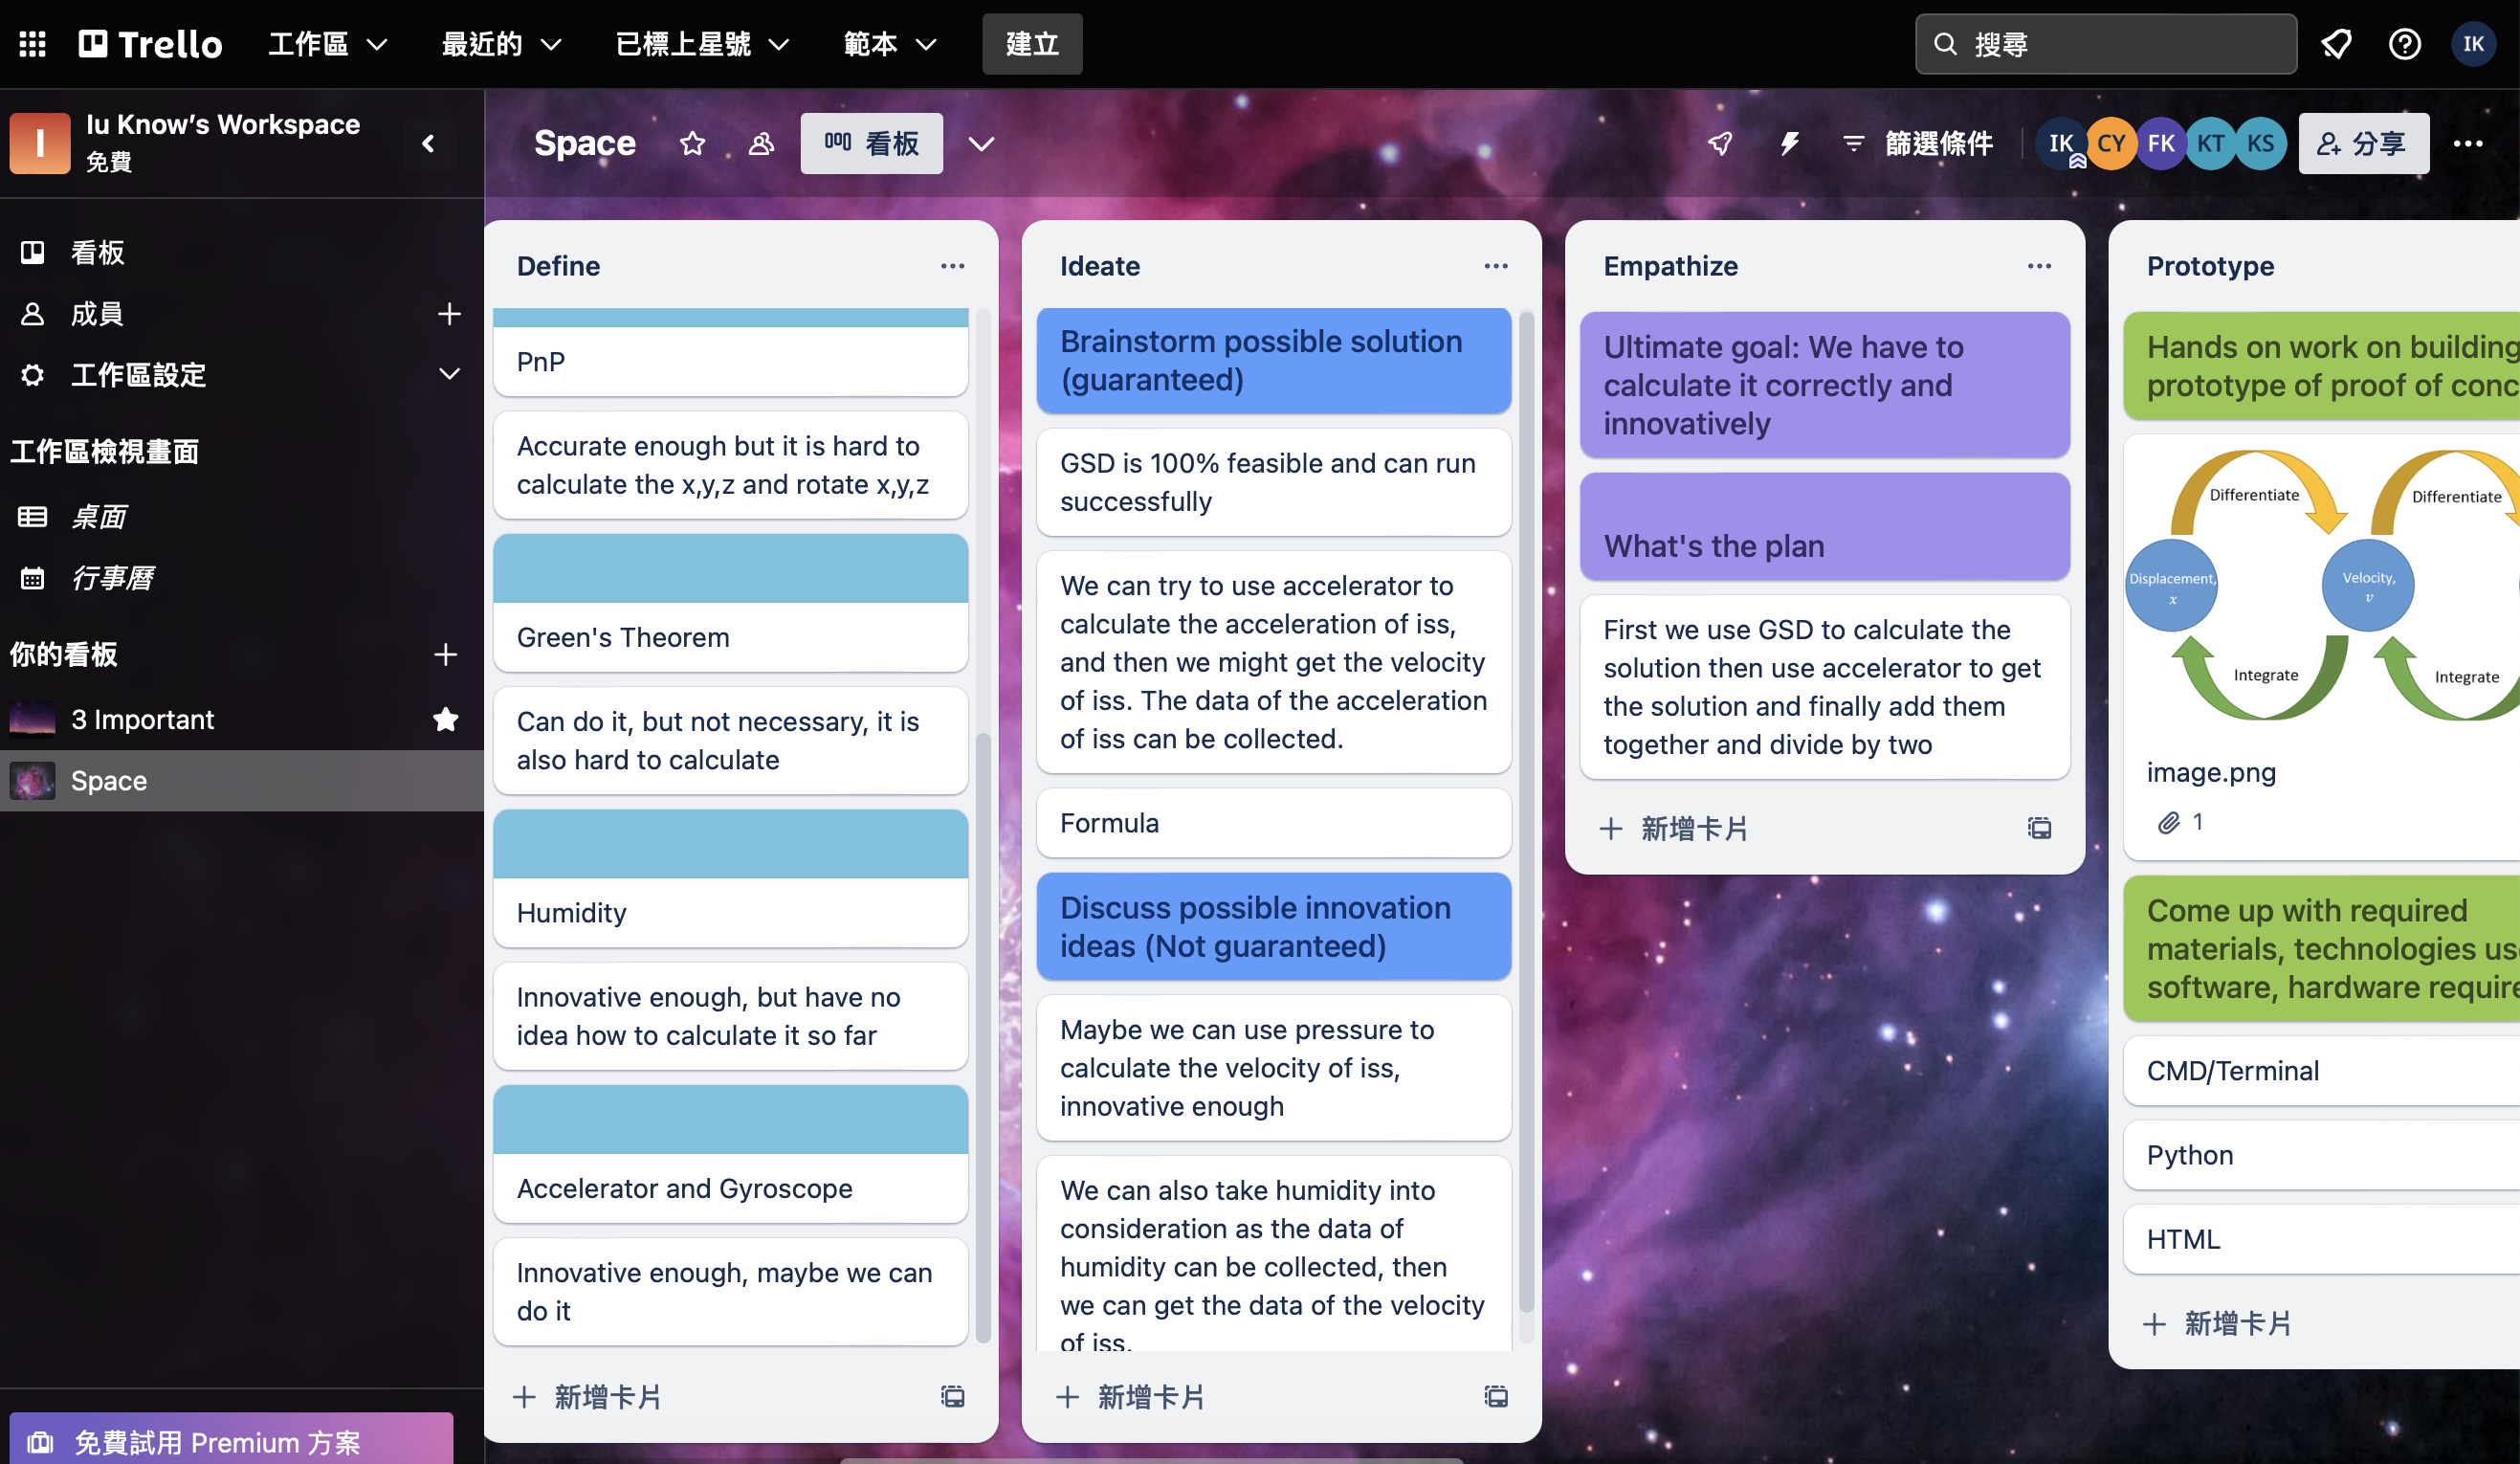 Trello
工作區
最近的
已標上星號
範本
建立
搜尋
IK
I
Iu Know's Workspace
免費
看板
成員
工作區設定
工作區檢視畫面
桌面
行事曆
你的看板
3 Important
Space
免費試用 Premium 方案
Space
看板
篩選條件
IK
CY
FK
KT
KS
分享
Define
PnP
Accurate enough but it is hard to
calculate the x,y,z and rotate x,y,z
Green's Theorem
Can do it, but not necessary, it is
also hard to calculate
Humidity
Innovative enough, but have no
idea how to calculate it so far
Accelerator and Gyroscope
Innovative enough, maybe we can
do it
新增卡片
Ideate
Brainstorm possible solution
(guaranteed)
GSD is 100% feasible and can run
successfully
We can try to use accelerator to
calculate the acceleration of iss,
and then we might get the velocity
of iss. The data of the acceleration
of iss can be collected.
Formula
Discuss possible innovation
ideas (Not guaranteed)
Maybe we can use pressure to
calculate the velocity of iss,
innovative enough
We can also take humidity into
consideration as the data of
humidity can be collected, then
we can get the data of the velocity
of iss.
新增卡片
Empathize
Ultimate goal: We have to
calculate it correctly and
innovatively
What's the plan
First we use GSD to calculate the
solution then use accelerator to get
the solution and finally add them
together and divide by two
新增卡片
Prototype
Hands on work on building
prototype of proof of conc
Differentiate
Differentiate
Displacement,
x
Velocity,
v
Integrate
Integrate
image.png
1
Come up with required
materials, technologies us
software, hardware require
CMD/Terminal
Python
HTML
新增卡片